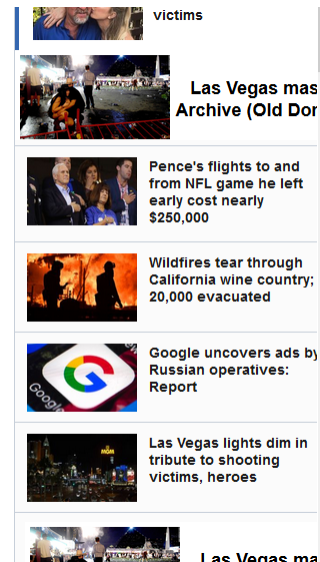 victims
Las Vegas mas
Archive (Old Dor
Pence's flights to and
from NFL game he left
early cost nearly
$250,000
Wildfires tear through
California wine country;
20,000 evacuated
Google
Google uncovers ads by
Russian operatives:
Report
MGM
Las Vegas lights dim in
tribute to shooting
victims, heroes
Las Vegas ma